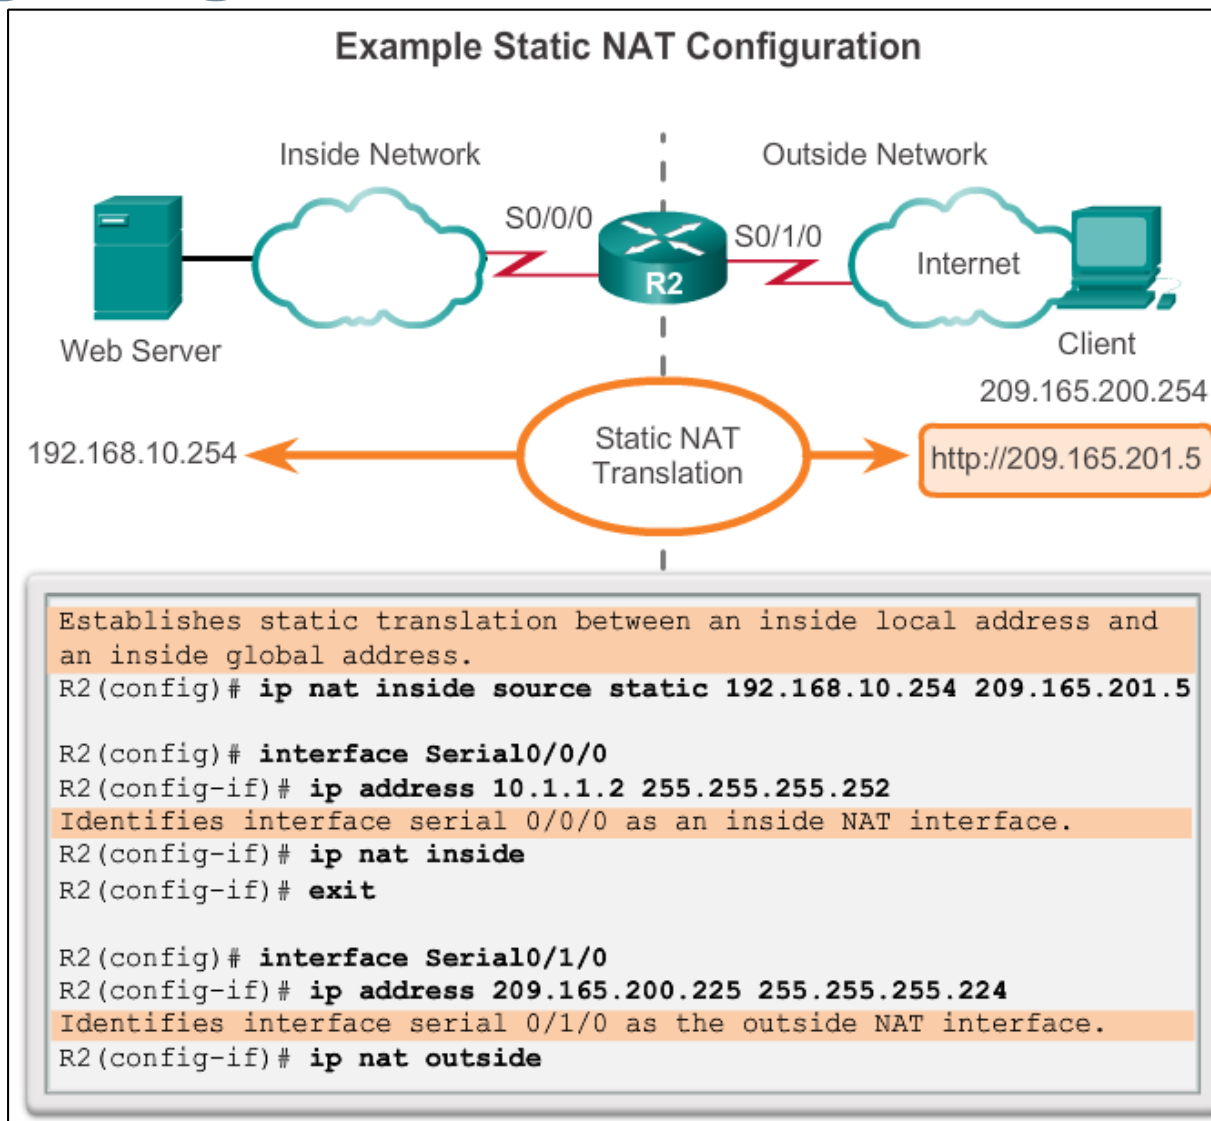 Example Static NAT Configuration
Inside Network
Outside Network
S0/0/0
S0/1/0
R2
Internet
Web Server
Client
209.165.200.254
192.168.10.254
Static NAT
Translation
http://209.165.201.5
Establishes static translation between an inside local address and
an inside global address.
R2(config)# ip nat inside source static 192.168.10.254 209.165.201.5
R2(config)# interface Serial0/0/0
R2(config-if)# ip address 10.1.1.2 255.255.255.252
Identifies interface serial 0/0/0 as an inside NAT interface.
R2(config-if)# ip nat inside
R2(config-if)# exit
R2(config)# interface Serial0/1/0
R2(config-if)# ip address 209.165.200.225 255.255.255.224
Identifies interface serial 0/1/0 as the outside NAT interface.
R2(config-if)# ip nat outside